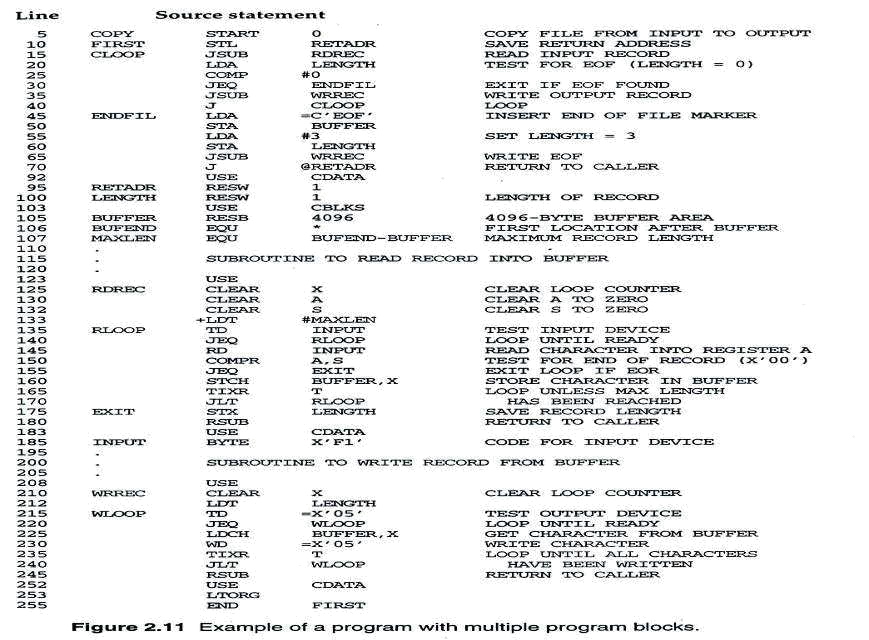 Line Source statement
5 COPY START 0 COPY FILE FROM INPUT TO OUTPUT
10 FIRST STL RETADR SAVE RETURN ADDRESS
15 CLOOP JSUB RDREC READ INPUT RECORD
20 LDA LENGTH TEST FOR EOF (LENGTH = 0)
25 COMP #0
30 JEQ ENDFIL EXIT IF EOF FOUND
35 JSUB WRREC WRITE OUTPUT RECORD
40 J CLOOP LOOP
45 ENDFIL LDA =C'EOF' INSERT END OF FILE MARKER
50 STA BUFFER
55 LDA #3 SET LENGTH = 3
60 STA LENGTH
65 JSUB WRREC WRITE EOF
70 J @RETADR RETURN TO CALLER
92 USE CDATA
95 RETADR RESW 1
100 LENGTH RESW 1 LENGTH OF RECORD
103 USE CBLKS
105 BUFFER RESB 4096 4096-BYTE BUFFER AREA
106 BUFEND EQU * FIRST LOCATION AFTER BUFFER
107 MAXLEN EQU BUFEND-BUFFER MAXIMUM RECORD LENGTH
110 .
115 . SUBROUTINE TO READ RECORD INTO BUFFER
120 .
123 USE
125 RDREC CLEAR X CLEAR LOOP COUNTER
130 CLEAR A CLEAR A TO ZERO
132 CLEAR S CLEAR S TO ZERO
133 +LDT #MAXLEN
135 RLOOP TD INPUT TEST INPUT DEVICE
140 JEQ RLOOP LOOP UNTIL READY
145 RD INPUT READ CHARACTER INTO REGISTER A
150 COMPR A,S TEST FOR END OF RECORD (X'00')
155 JEQ EXIT EXIT LOOP IF EOR
160 STCH BUFFER,X STORE CHARACTER IN BUFFER
165 TIXR T LOOP UNLESS MAX LENGTH
170 JLT RLOOP HAS BEEN REACHED
175 EXIT STX LENGTH SAVE RECORD LENGTH
180 RSUB RETURN TO CALLER
183 USE CDATA
185 INPUT BYTE X'F1' CODE FOR INPUT DEVICE
195 .
200 . SUBROUTINE TO WRITE RECORD FROM BUFFER
205 .
208 USE
210 WRREC CLEAR X CLEAR LOOP COUNTER
212 LDT LENGTH
215 WLOOP TD =X'05' TEST OUTPUT DEVICE
220 JEQ WLOOP LOOP UNTIL READY
225 LDCH BUFFER,X GET CHARACTER FROM BUFFER
230 WD =X'05' WRITE CHARACTER
235 TIXR T LOOP UNTIL ALL CHARACTERS
240 JLT WLOOP HAVE BEEN WRITTEN
245 RSUB RETURN TO CALLER
252 USE CDATA
253 LTORG
255 END FIRST
Figure 2.11 Example of a program with multiple program blocks.